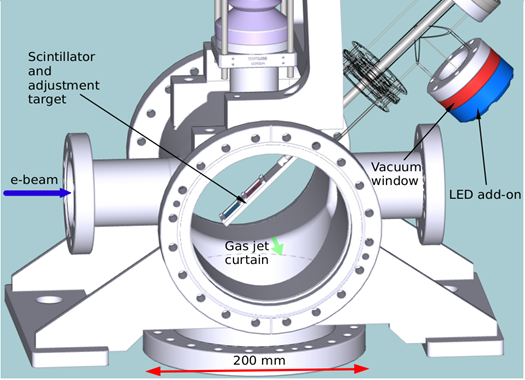 Scintillator
and
adjustment
target
e-beam
Vacuum
window
LED add-on
Gas jet
curtain
200 mm